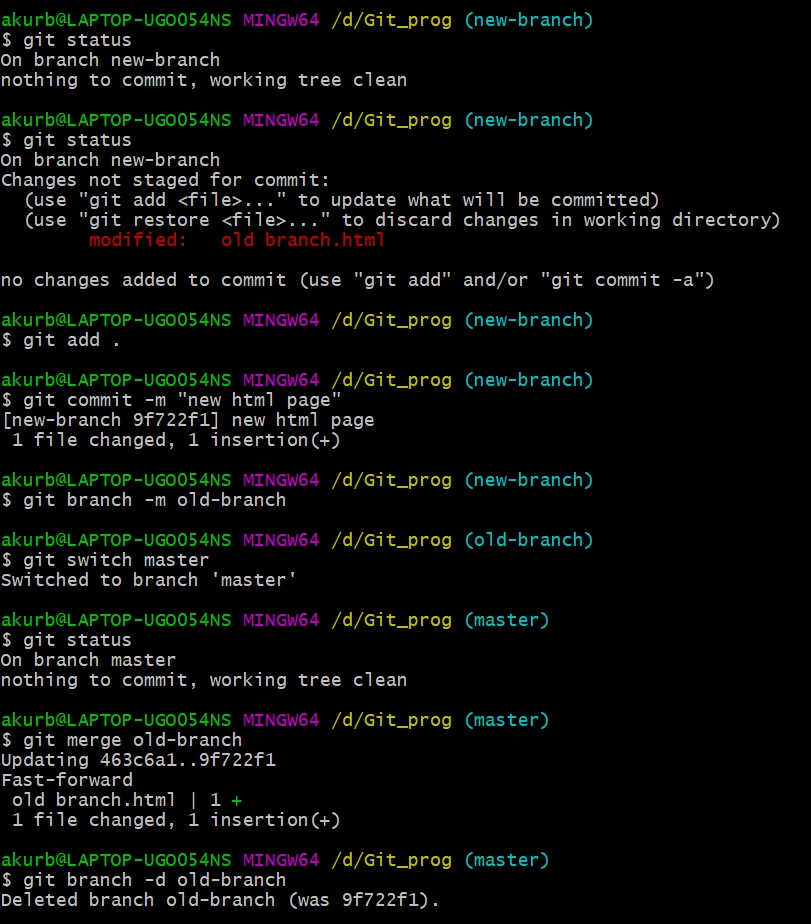 akurb@LAPTOP-UGO054NS MINGW64 /d/Git_prog (new-branch)
$ git status
On branch new-branch
nothing to commit, working tree clean
akurb@LAPTOP-UGO054NS MINGW64 /d/Git_prog (new-branch)
$ git status
On branch new-branch
Changes not staged for commit:
  (use "git add <file>..." to update what will be committed)
  (use "git restore <file>..." to discard changes in working directory)
        modified:   old branch.html
no changes added to commit (use "git add" and/or "git commit -a")
akurb@LAPTOP-UGO054NS MINGW64 /d/Git_prog (new-branch)
$ git add .
akurb@LAPTOP-UGO054NS MINGW64 /d/Git_prog (new-branch)
$ git commit -m "new html page"
[new-branch 9f722f1] new html page
 1 file changed, 1 insertion(+)
akurb@LAPTOP-UGO054NS MINGW64 /d/Git_prog (new-branch)
$ git branch -m old-branch
akurb@LAPTOP-UGO054NS MINGW64 /d/Git_prog (old-branch)
$ git switch master
Switched to branch 'master'
akurb@LAPTOP-UGO054NS MINGW64 /d/Git_prog (master)
$ git status
On branch master
nothing to commit, working tree clean
akurb@LAPTOP-UGO054NS MINGW64 /d/Git_prog (master)
$ git merge old-branch
Updating 463c6a1..9f722f1
Fast-forward
 old branch.html | 1 +
 1 file changed, 1 insertion(+)
akurb@LAPTOP-UGO054NS MINGW64 /d/Git_prog (master)
$ git branch -d old-branch
Deleted branch old-branch (was 9f722f1).